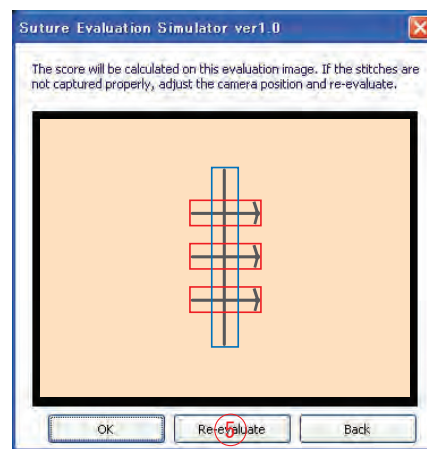 Suture Evaluation Simulator ver1.0
The score will be calculated on this evaluation image. If the stitches are
not captured properly, adjust the camera position and re-evaluate.
OK Re-evaluate Back
⑤